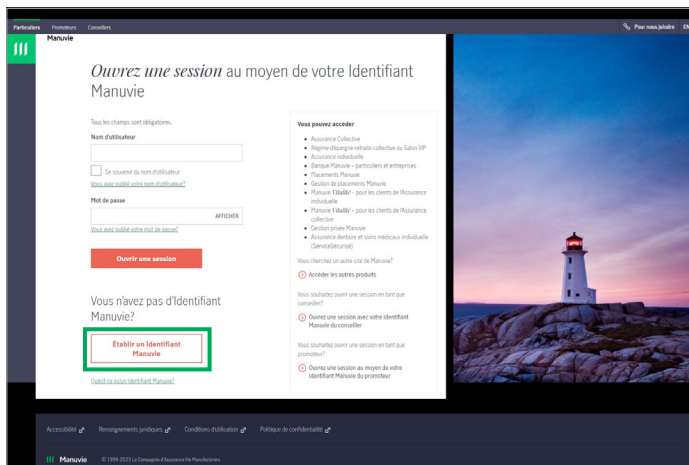 Particuliers Promoteurs Conseillers
Pour nous joindre EN
Manuvie
Ouvrez une session au moyen de votre Identifiant
Manuvie
Tous les champs sont obligatoires.
Nom d'utilisateur
Se souvenir du nom d'utilisateur
Vous avez oublié votre nom d'utilisateur?
Mot de passe
AFFICHER
Vous avez oublié votre mot de passe?
Ouvrir une session
Vous n'avez pas d'Identifiant
Manuvie?
Établir un Identifiant
Manuvie
Qu'est-ce qu'un Identifiant Manuvie?
Vous pouvez accéder
Assurance Collective
Régime d'épargne-retraite collective ou Salon VIP
Assurance individuelle
Banque Manuvie – particuliers et entreprises
Placements Manuvie
Gestion de placements Manuvie
Manuvie Vitality – pour les clients de l'Assurance
individuelle
Manuvie Vitality – pour les clients de l'Assurance
collective
Gestion privée Manuvie
Assurance dentaire et soins médicaux individuelle
(ServiceSécurisé)
Vous cherchez un autre site de Manuvie?
Accéder les autres produits
Vous souhaitez ouvrir une session en tant que
conseiller?
Ouvrez une session avec votre Identifiant
Manuvie du conseiller
Vous souhaitez ouvrir une session en tant que
promoteur?
Ouvrez une session au moyen de votre
Identifiant Manuvie du promoteur
Accessibilité Renseignements juridiques Conditions d'utilisation Politique de confidentialité
Manuvie © 1999-2023 La Compagnie d'Assurance Vie Manufacturers